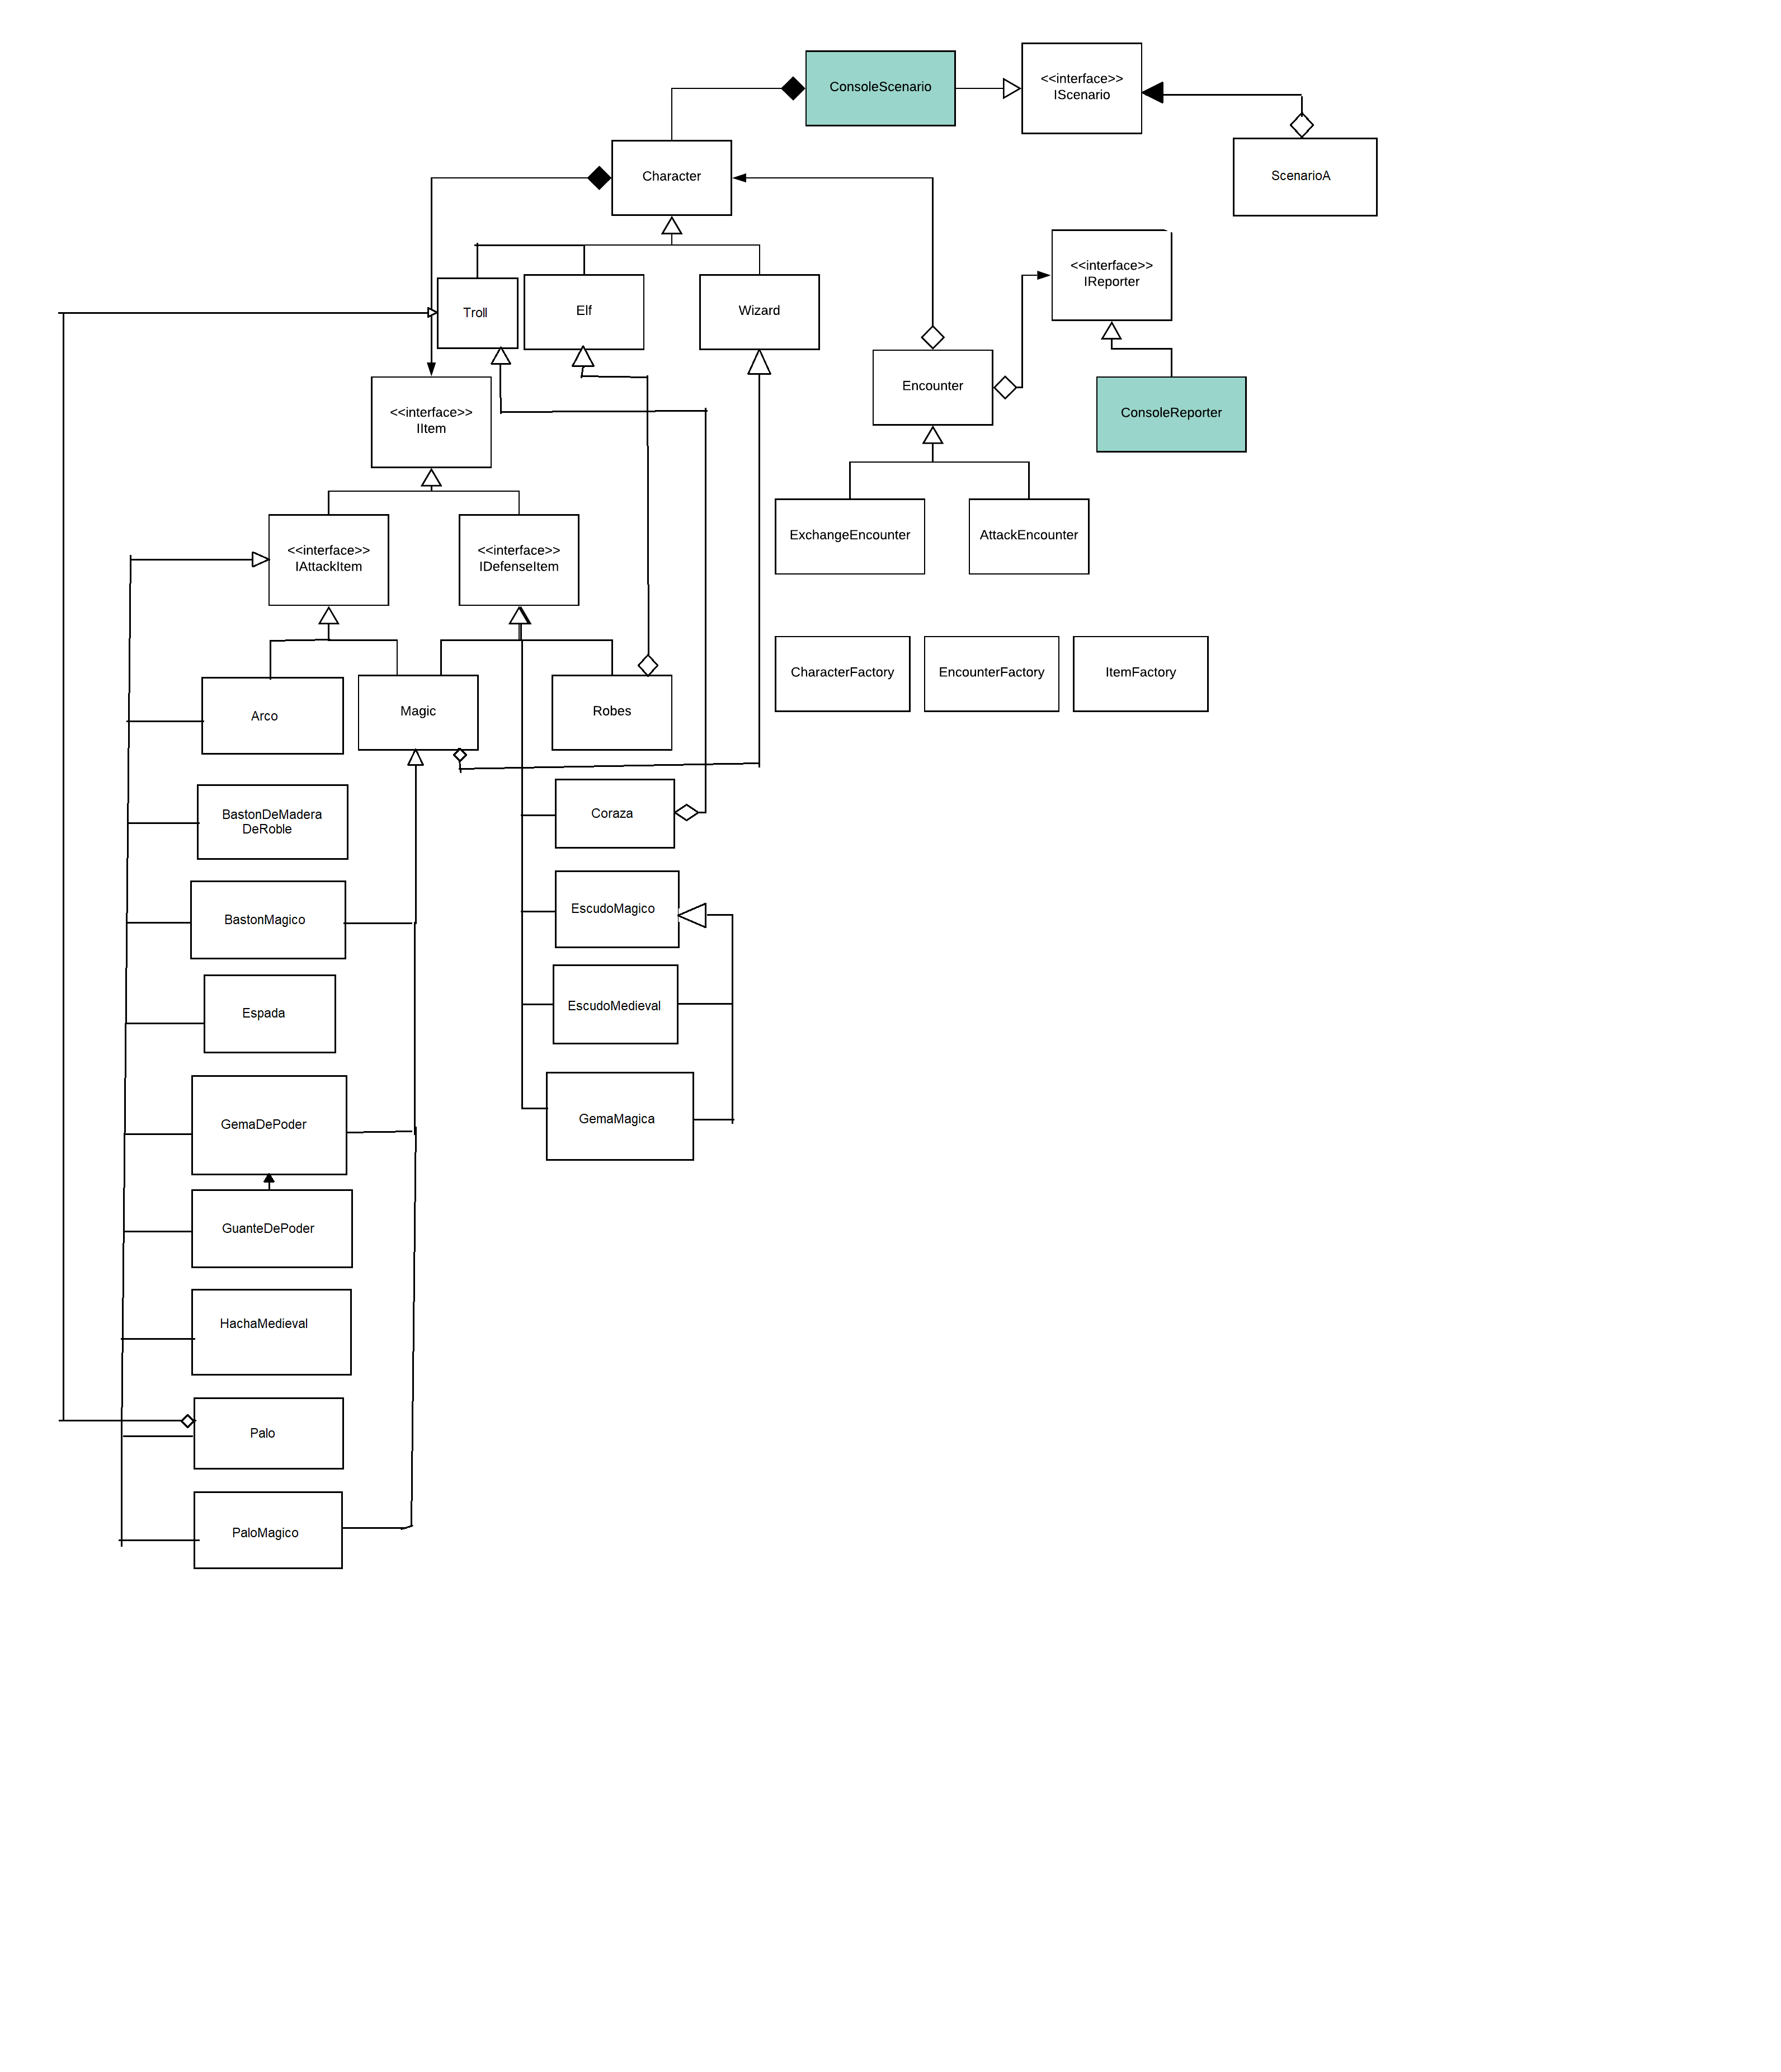 ConsoleScenario
<<interface>>
IScenario
Character
ScenarioA
<<interface>>
IReporter
Troll
Elf
Wizard
Encounter
<<interface>>
IItem
ConsoleReporter
<<interface>>
IAttackItem
<<interface>>
IDefenseItem
ExchangeEncounter
AttackEncounter
CharacterFactory
EncounterFactory
ItemFactory
Arco
Magic
Robes
BastonDeMadera
DeRoble
Coraza
BastonMagico
EscudoMagico
Espada
EscudoMedieval
GemaDePoder
GemaMagica
GuanteDePoder
HachaMedieval
Palo
PaloMagico